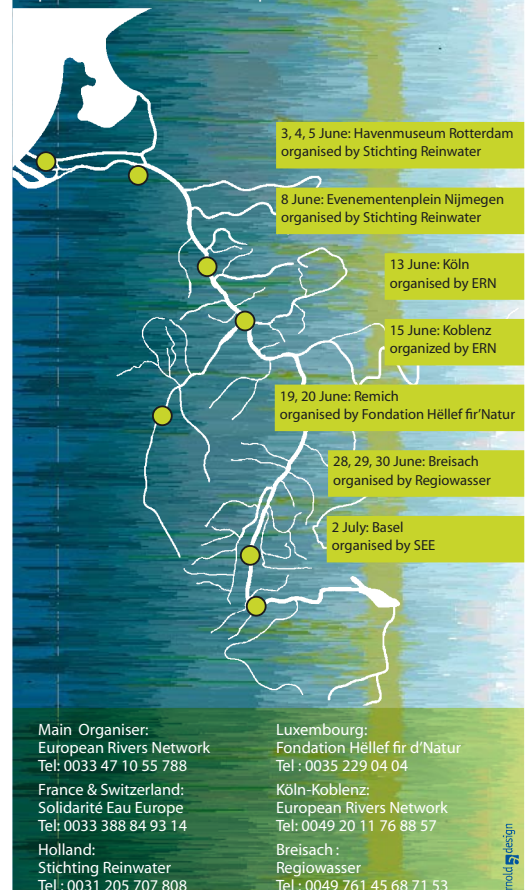 3, 4, 5 June: Havenmuseum Rotterdam
organised by Stichting Reinwater
8 June: Evenementenplein Nijmegen
organised by Stichting Reinwater
13 June: Köln
organised by ERN
15 June: Koblenz
organized by ERN
19, 20 June: Remich
organised by Fondation Hëllef fir'Natur
28, 29, 30 June: Breisach
organised by Regiowasser
2 July: Basel
organised by SEE
Main Organiser:
European Rivers Network
Tel: 0033 47 10 55 788
France & Switzerland:
Solidarité Eau Europe
Tel: 0033 388 84 93 14
Holland:
Stichting Reinwater
Tel : 0031 205 707 808
Luxembourg:
Fondation Hëllef fir d'Natur
Tel : 0035 229 04 04
Köln-Koblenz:
European Rivers Network
Tel: 0049 20 11 76 88 57
Breisach :
Regiowasser
Tel : 0049 761 45 68 71 53
design